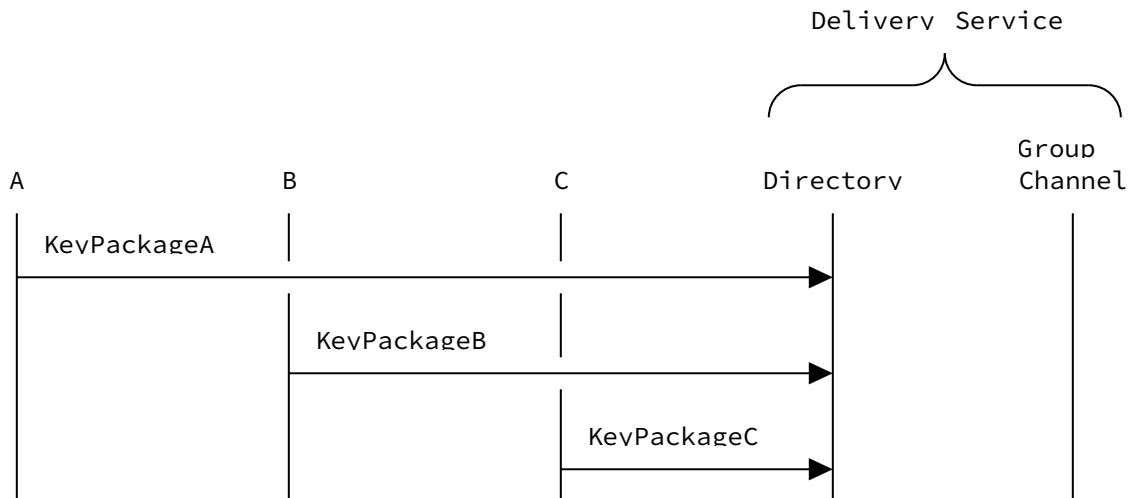 Delivery Service
Group
A B C Directory Channel
KeyPackageA
KeyPackageB
KeyPackageC